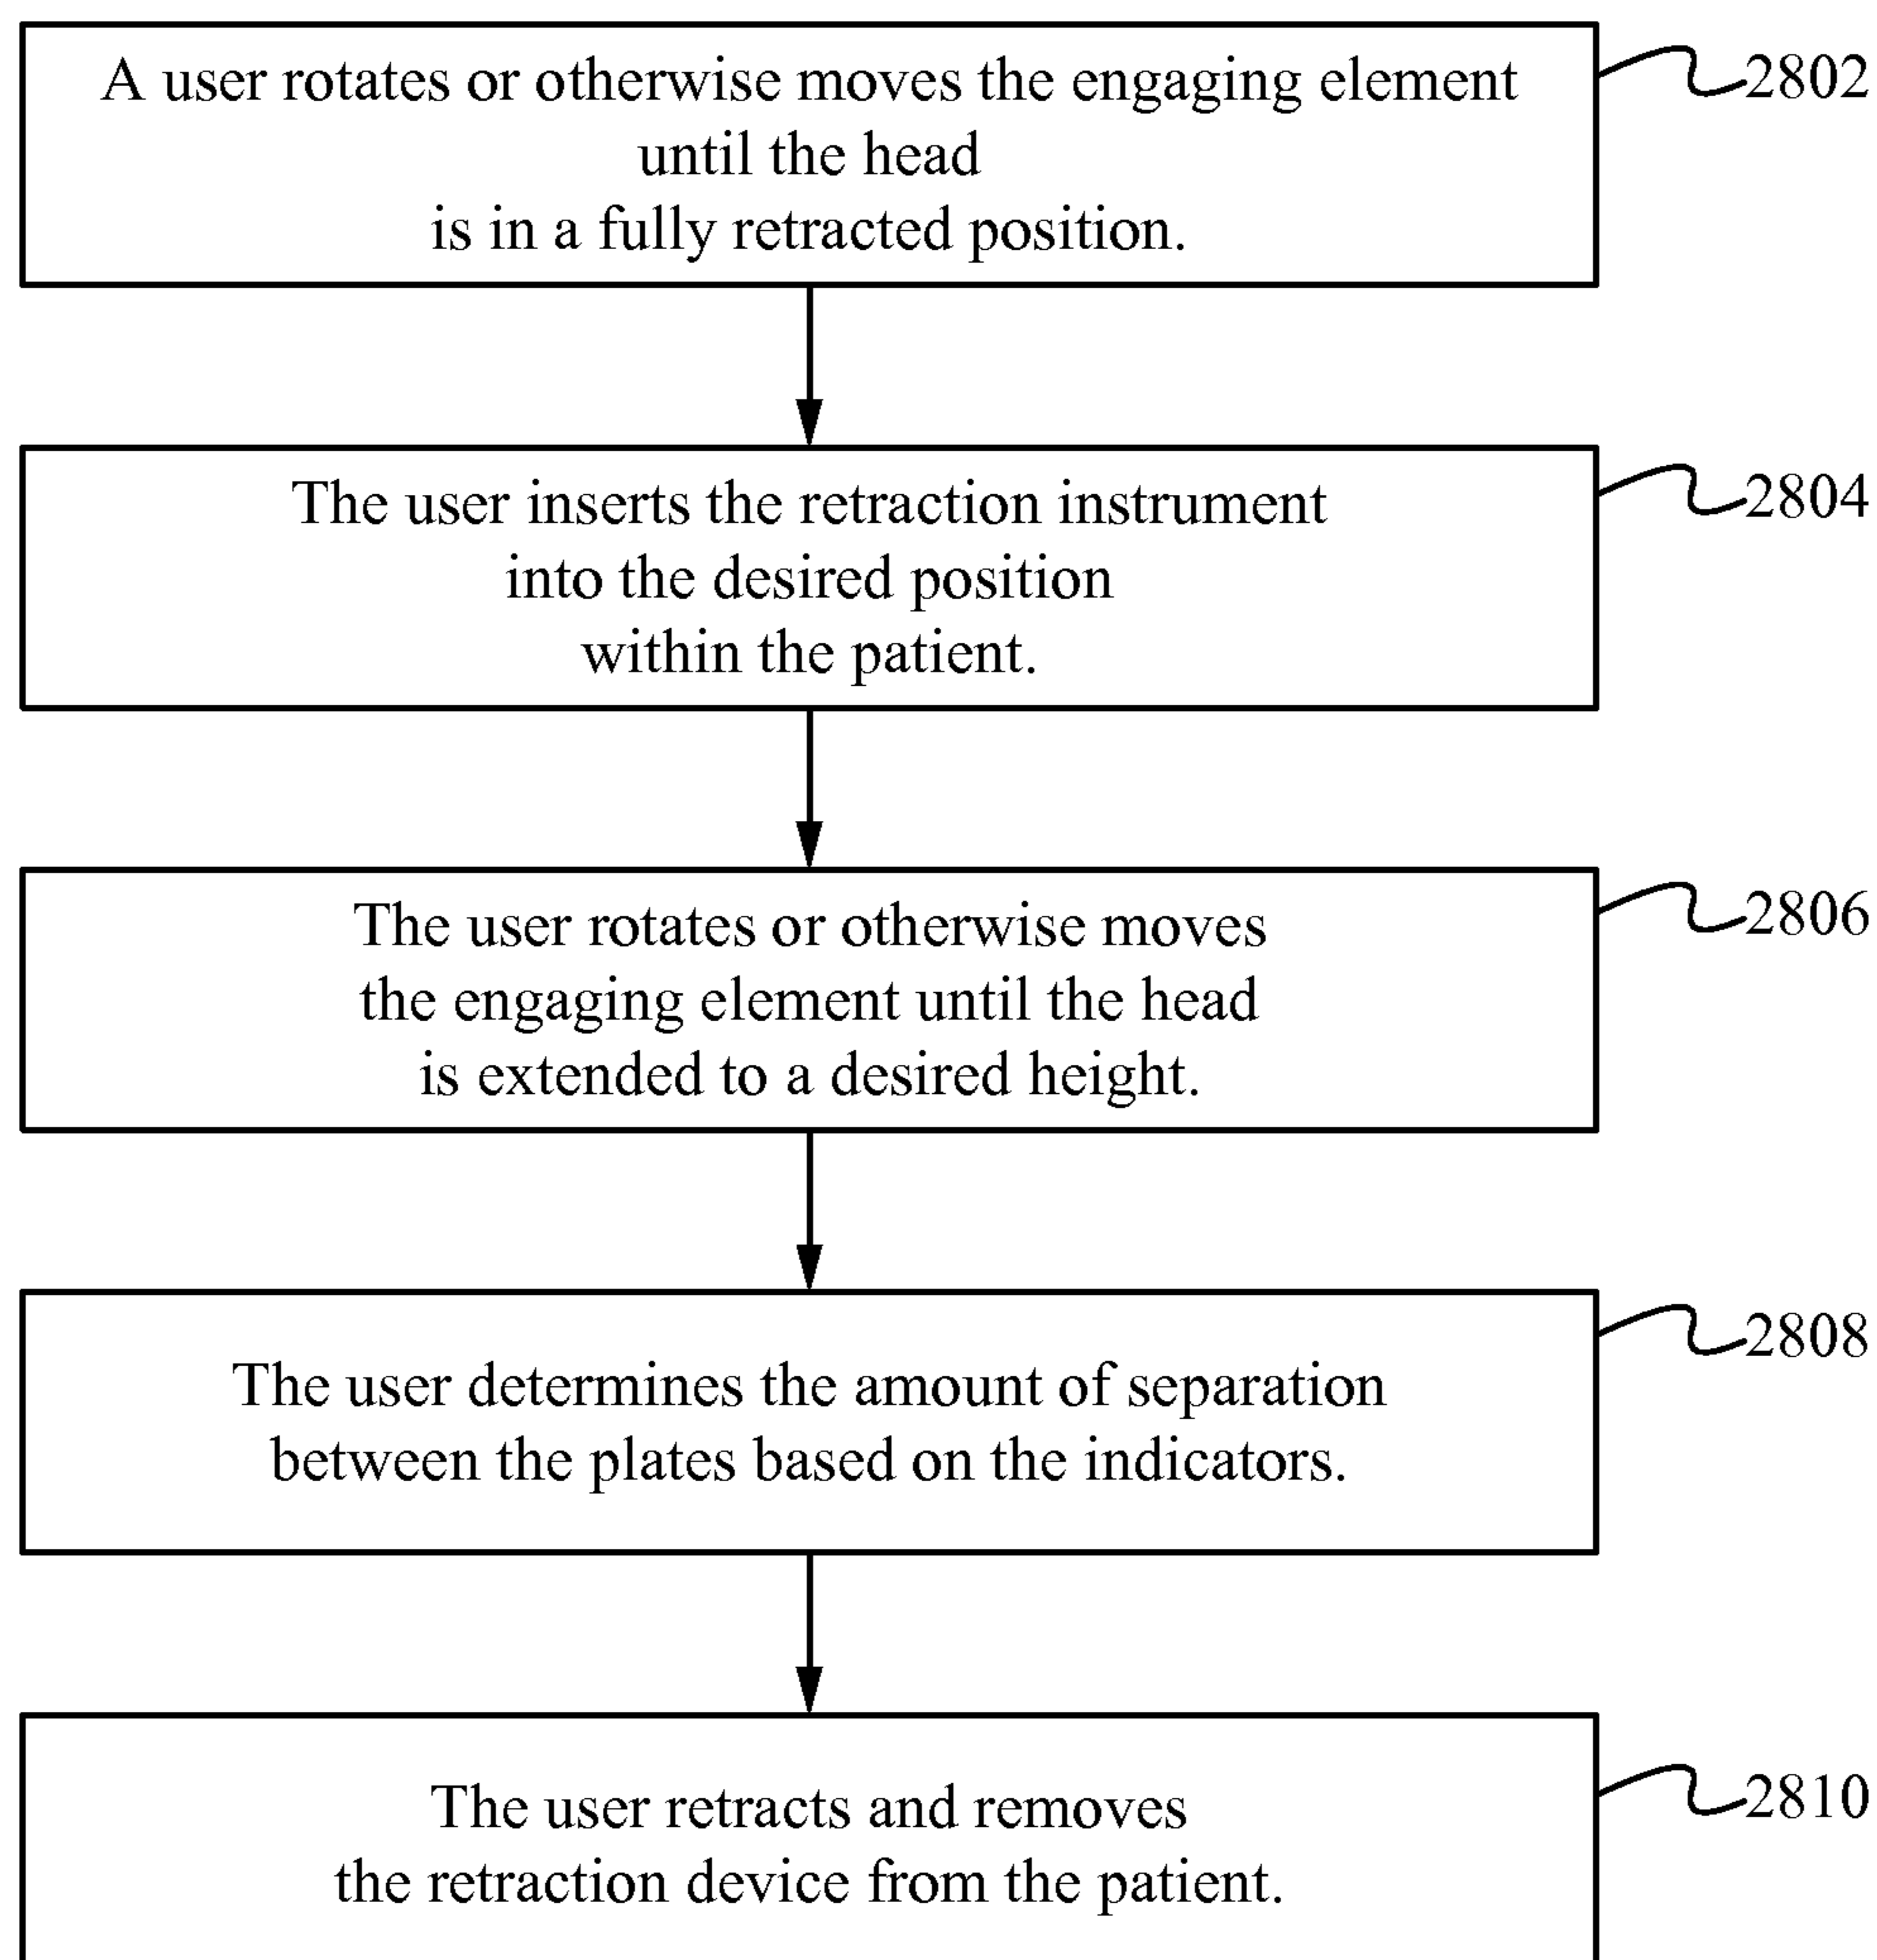 A user rotates or otherwise moves the engaging element
until the head
is in a fully retracted position.
2802
The user inserts the retraction instrument
into the desired position
within the patient.
2804
The user rotates or otherwise moves
the engaging element until the head
is extended to a desired height.
2806
The user determines the amount of separation
between the plates based on the indicators.
2808
The user retracts and removes
the retraction device from the patient.
2810